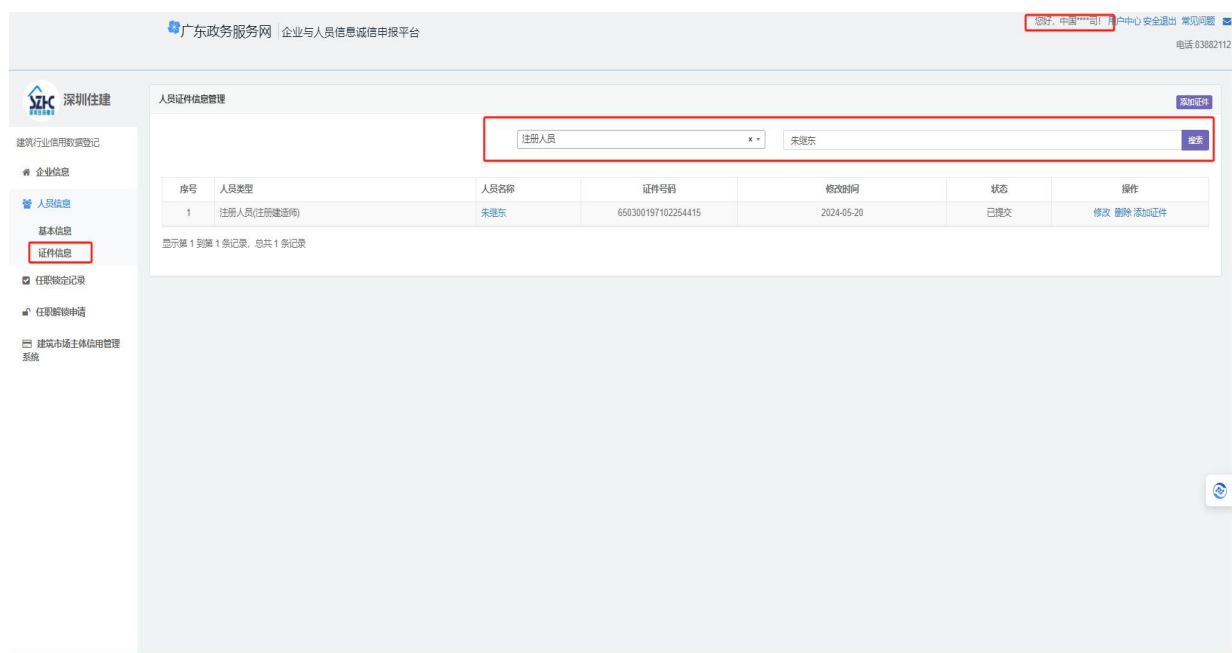 广东政务服务网 企业与人员信息诚信申报平台
您好，中国****司！ 用户中心 安全退出 常见问题
电话:83882112
SZHC 深圳住建
建筑行业信用数据登记
企业信息
人员信息
基本信息
证件信息
任职锁定记录
任职解锁申请
建筑市场主体信用管理
系统
人员证件信息管理 添加证件
注册人员 × 朱继东 搜索
序号 人员类型 人员名称 证件号码 修改时间 状态 操作
1 注册人员(注册建造师) 朱继东 650300197102254415 2024-05-20 已提交 修改 删除 添加证件
显示第 1 到第 1 条记录，总共 1 条记录